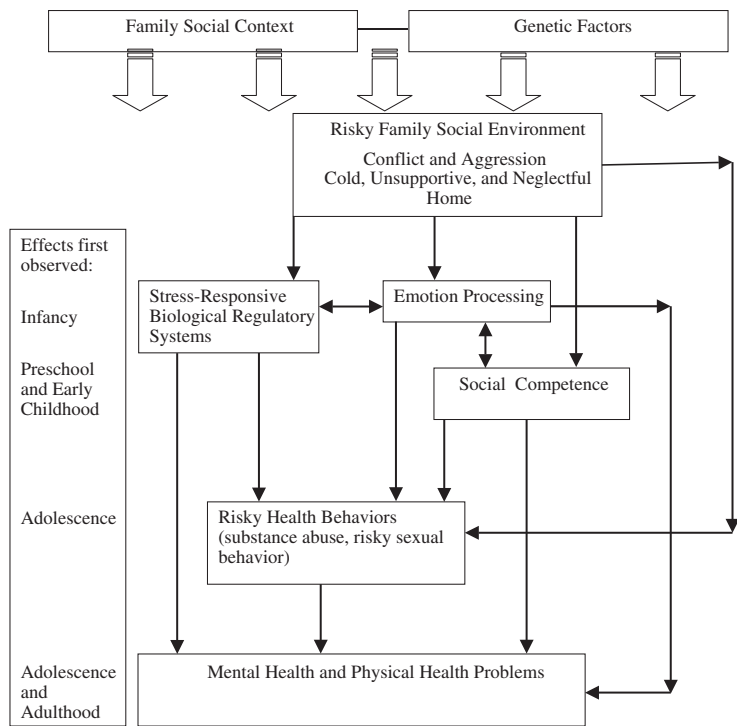 Family Social Context
Genetic Factors
Risky Family Social Environment
Conflict and Aggression
Cold, Unsupportive, and Neglectful
Home
Effects first
observed:
Infancy
Preschool
and Early
Childhood
Adolescence
Adolescence
and
Adulthood
Stress-Responsive
Biological Regulatory
Systems
Emotion Processing
Social Competence
Risky Health Behaviors
(substance abuse, risky sexual
behavior)
Mental Health and Physical Health Problems